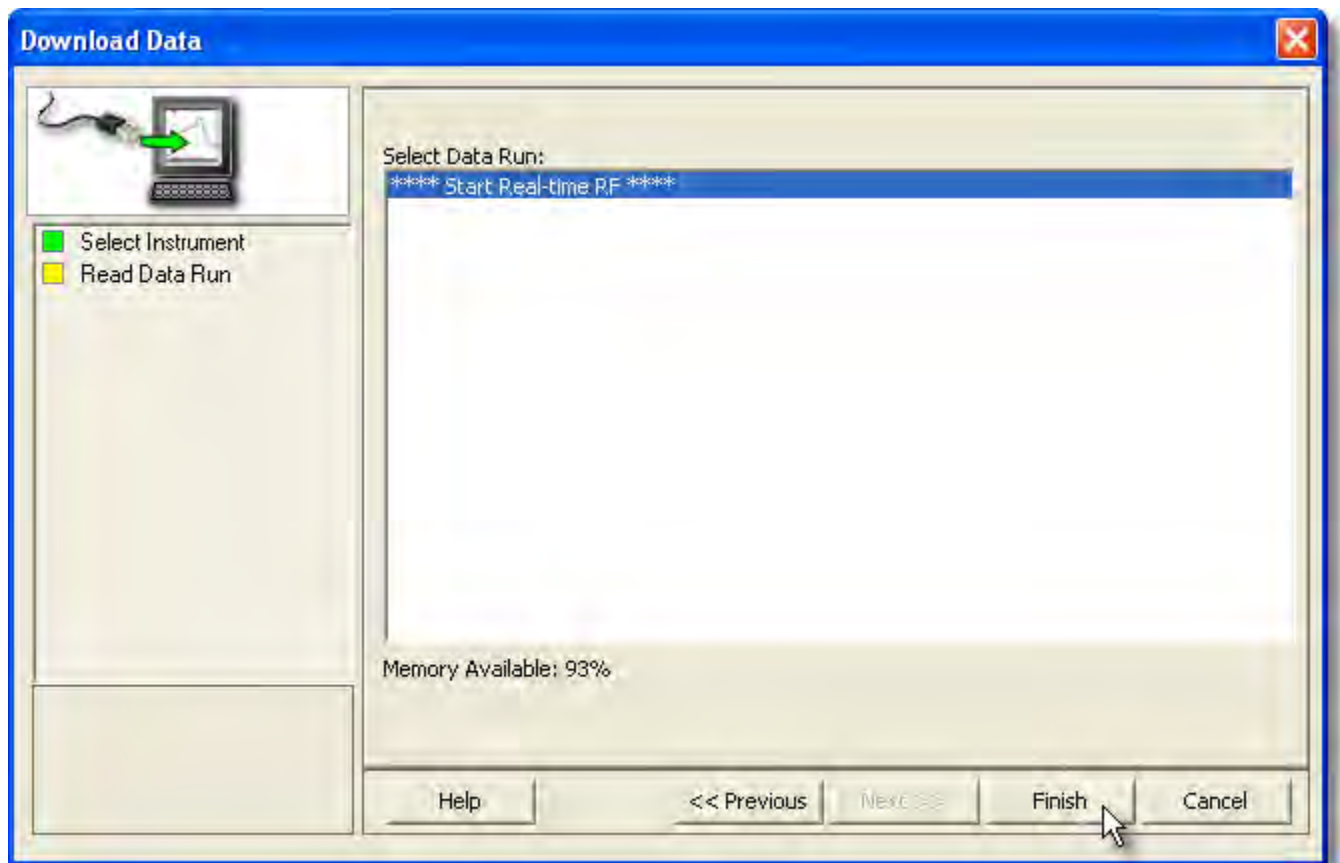 Download Data
Select Instrument
Read Data Run
Select Data Run:
**** Start Real-time RF ****
Memory Available: 93%
Help
<< Previous
Next >>
Finish
Cancel